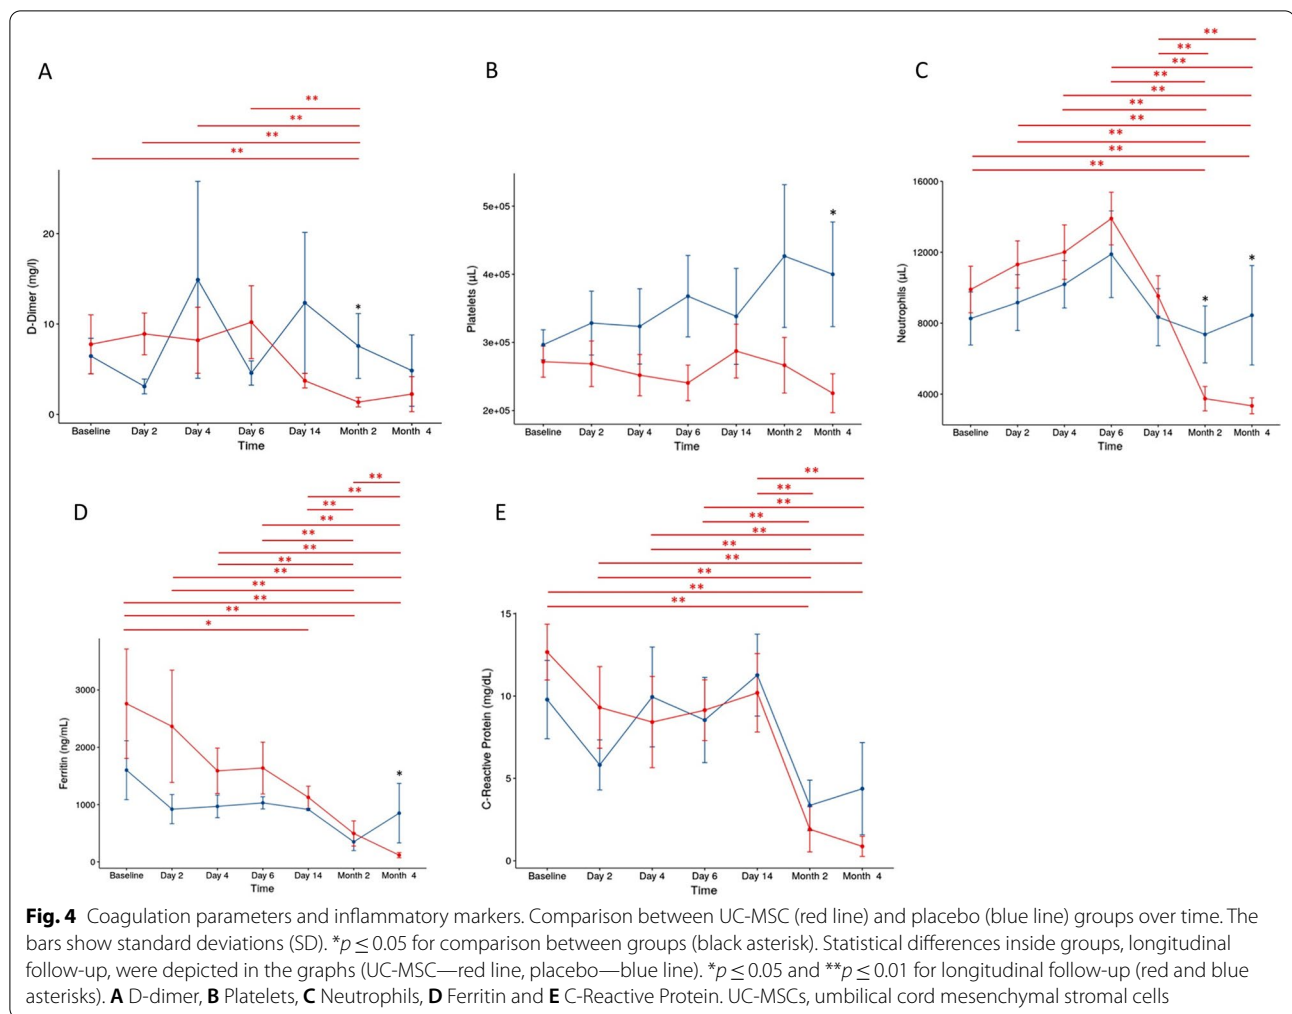 A
**
**
**
**
D-Dimer (mg/l)
20
10
0
*
Baseline Day 2 Day 4 Day 6 Day 14 Month 2 Month 4
Time
B
Platelets (µL)
5e+05
4e+05
3e+05
2e+05
*
Baseline Day 2 Day 4 Day 6 Day 14 Month 2 Month 4
Time
C
**
**
**
**
**
**
**
**
**
**
Neutrophils (µL)
16000
12000
8000
4000
*
*
Baseline Day 2 Day 4 Day 6 Day 14 Month 2 Month 4
Time
D
**
**
**
**
**
**
**
**
**
**
**
*
Ferritin (ng/mL)
3000
2000
1000
0
*
Baseline Day 2 Day 4 Day 6 Day 14 Month 2 Month 4
Time
E
**
**
**
**
**
**
**
**
**
**
C-Reactive Protein (mg/dL)
15
10
5
0
Baseline Day 2 Day 4 Day 6 Day 14 Month 2 Month 4
Time
Fig. 4 Coagulation parameters and inflammatory markers. Comparison between UC-MSC (red line) and placebo (blue line) groups over time. The
bars show standard deviations (SD). *p ≤ 0.05 for comparison between groups (black asterisk). Statistical differences inside groups, longitudinal
follow-up, were depicted in the graphs (UC-MSC—red line, placebo—blue line). *p ≤ 0.05 and **p ≤ 0.01 for longitudinal follow-up (red and blue
asterisks). A D-dimer, B Platelets, C Neutrophils, D Ferritin and E C-Reactive Protein. UC-MSCs, umbilical cord mesenchymal stromal cells